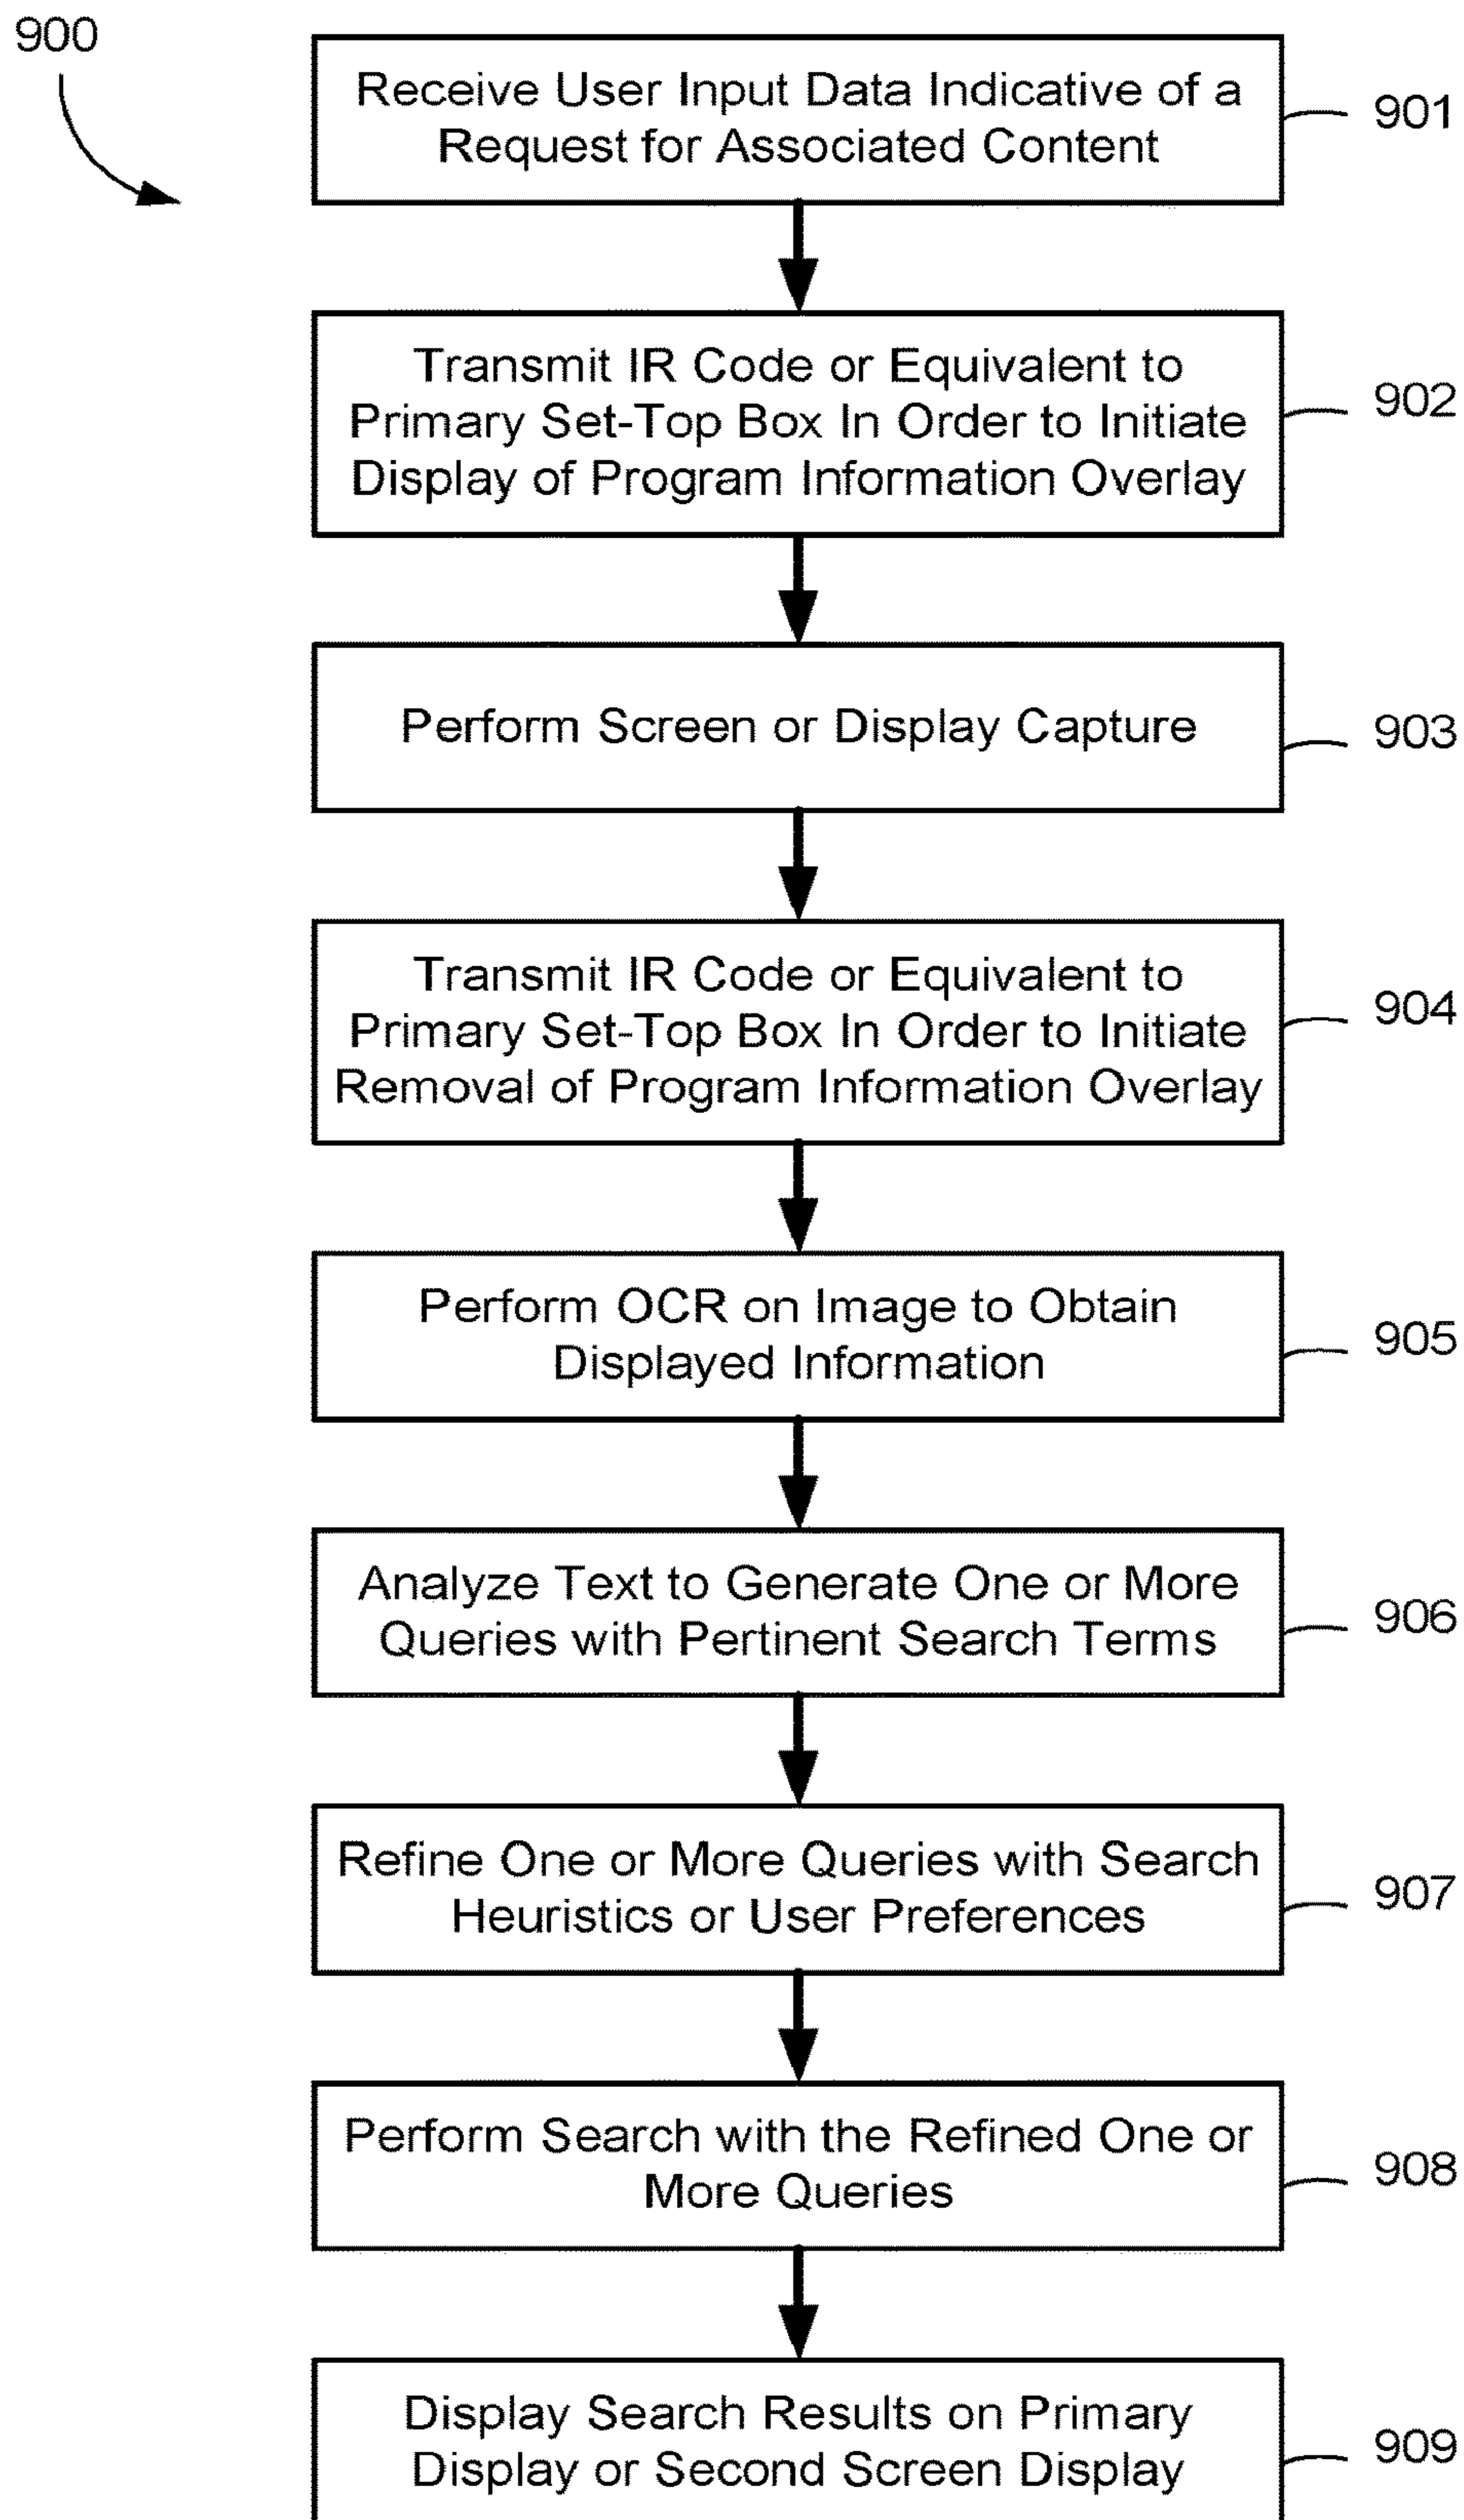 900
Receive User Input Data Indicative of a
Request for Associated Content
901
Transmit IR Code or Equivalent to
Primary Set-Top Box In Order to Initiate
Display of Program Information Overlay
902
Perform Screen or Display Capture
903
Transmit IR Code or Equivalent to
Primary Set-Top Box In Order to Initiate
Removal of Program Information Overlay
904
Perform OCR on Image to Obtain
Displayed Information
905
Analyze Text to Generate One or More
Queries with Pertinent Search Terms
906
Refine One or More Queries with Search
Heuristics or User Preferences
907
Perform Search with the Refined One or
More Queries
908
Display Search Results on Primary
Display or Second Screen Display
909